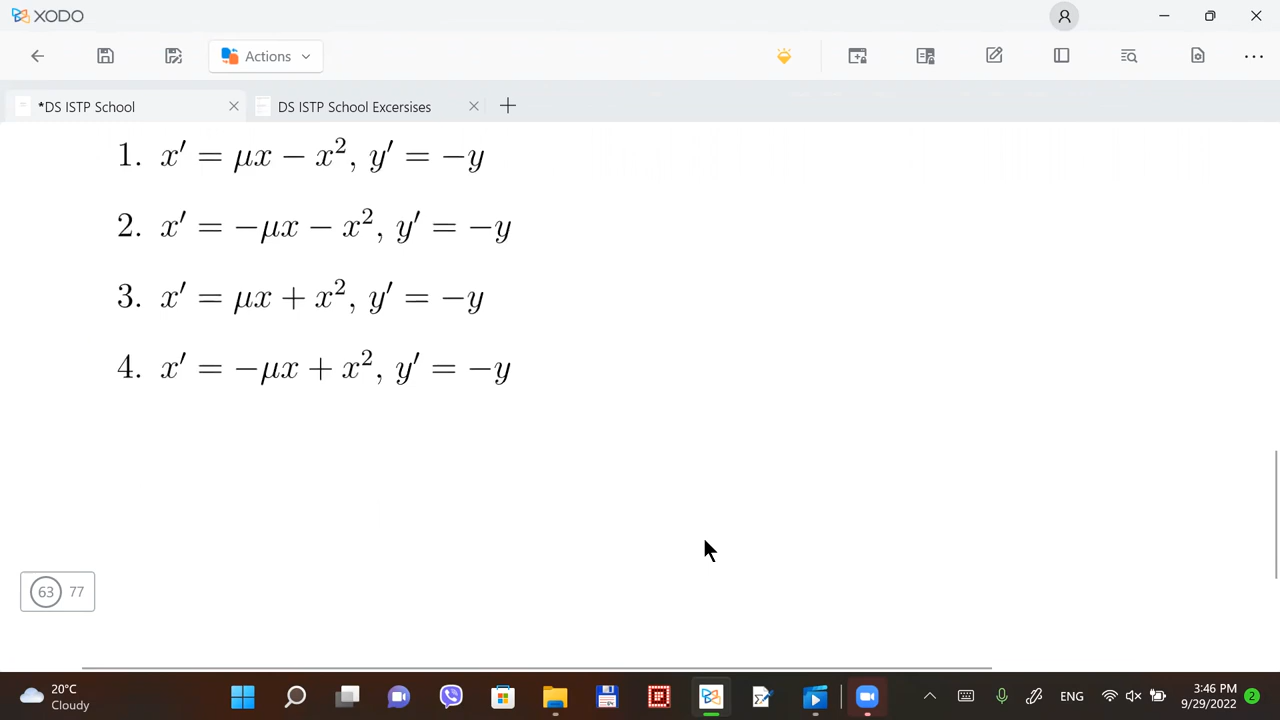 XODO
Actions
*DS ISTP School
DS ISTP School Excersises
1. x′ = μx − x², y′ = −y
2. x′ = −μx − x², y′ = −y
3. x′ = μx + x², y′ = −y
4. x′ = −μx + x², y′ = −y
63 77
20°C
Cloudy
ENG
3:46 PM
9/29/2022
2